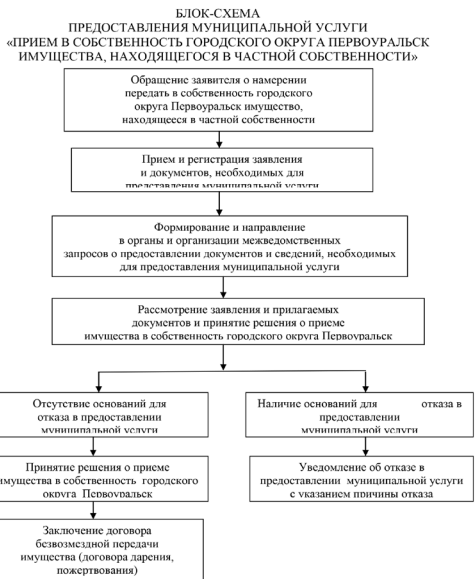 БЛОК-СХЕМА
ПРЕДОСТАВЛЕНИЯ МУНИЦИПАЛЬНОЙ УСЛУГИ
«ПРИЕМ В СОБСТВЕННОСТЬ ГОРОДСКОГО ОКРУГА ПЕРВОУРАЛЬСК
ИМУЩЕСТВА, НАХОДЯЩЕГОСЯ В ЧАСТНОЙ СОБСТВЕННОСТИ»
Обращение заявителя о намерении
передать в собственность городского
округа Первоуральск имущество,
находящееся в частной собственности
Прием и регистрация заявления
и документов, необходимых для
представления муниципальной услуги
Формирование и направление
в органы и организации межведомственных
запросов о предоставлении документов и сведений, необходимых
для предоставления муниципальной услуги
Рассмотрение заявления и прилагаемых
документов и принятие решения о приеме
имущества в собственность городского округа Первоуральск
Отсутствие оснований для
отказа в предоставлении
муниципальной услуги
Принятие решения о приеме
имущества в собственность городского
округа Первоуральск
Заключение договора
безвозмездной передачи
имущества (договора дарения,
пожертвования)
Наличие оснований для отказа в
предоставлении
муниципальной услуги
Уведомление об отказе в
предоставлении муниципальной услуги
с указанием причины отказа